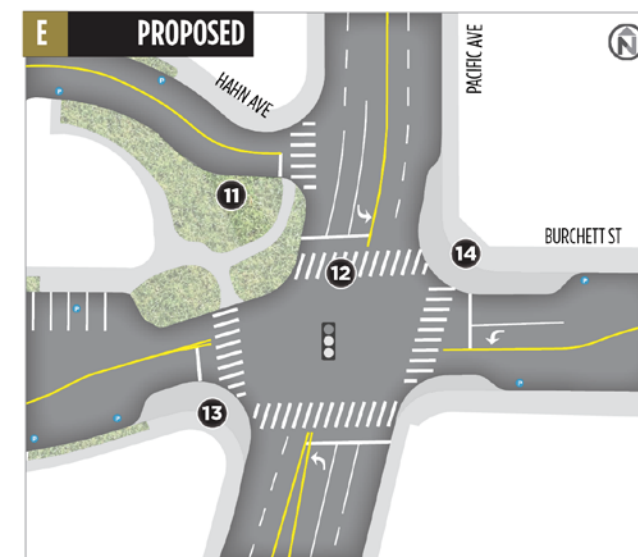 E PROPOSED
N
HAHN AVE
PACIFIC AVE
11
12
14
BURCHETT ST
13
P
P
P
P
P
P
P